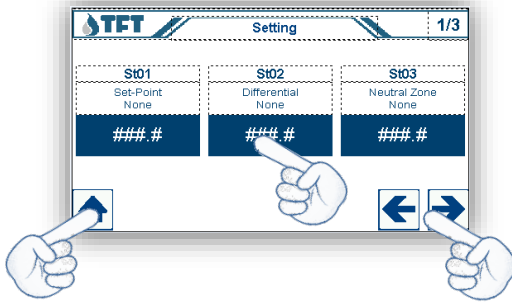 TFT Setting 1/3
St01 St02 St03
Set-Point Differential Neutral Zone
None None None
###.# ###.# ###.#